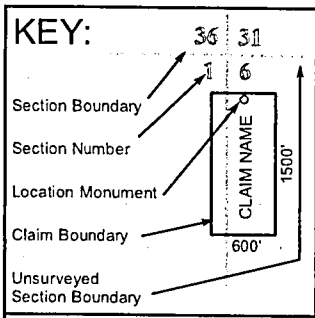 KEY:
36 31
1 6
Section Boundary
Section Number
Location Monument
Claim Boundary
Unsurveyed
Section Boundary
CLAIM NAME
1500'
600'